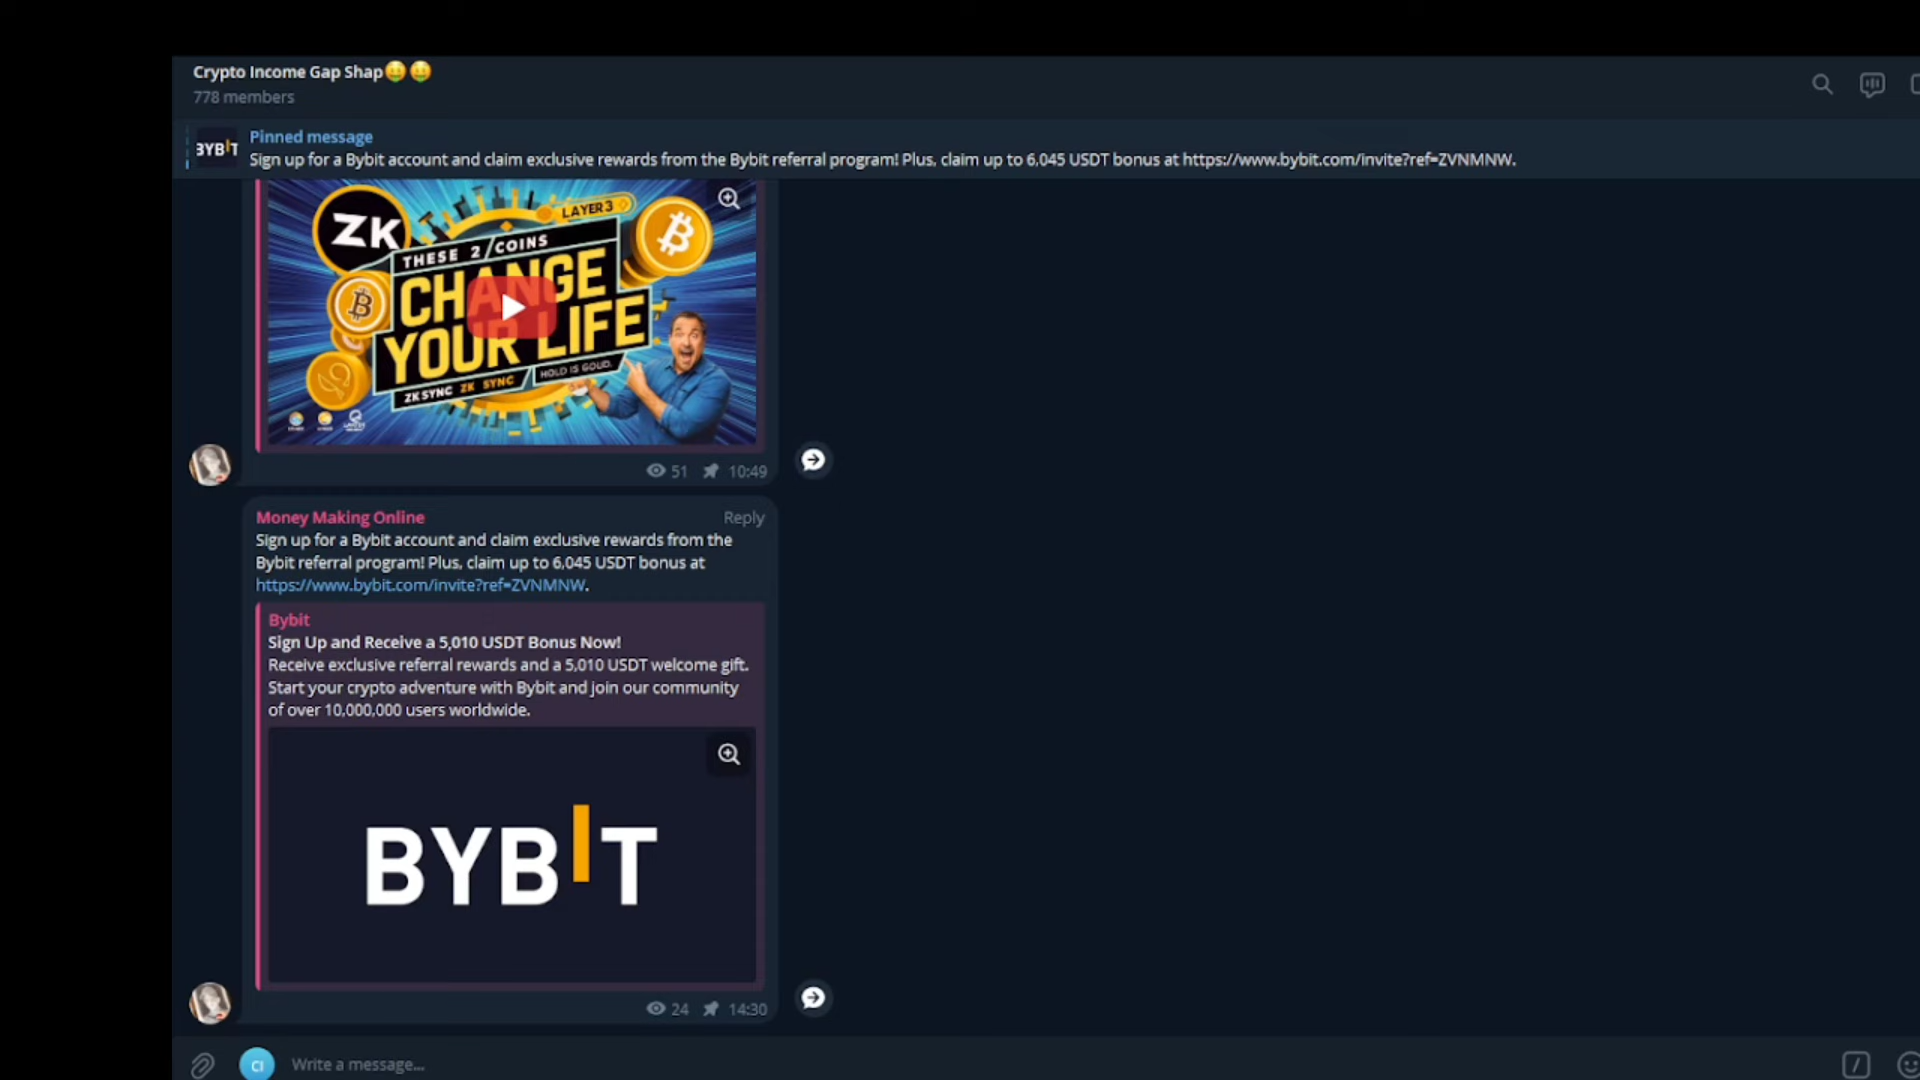 Crypto Income Gap Shap🤑🤑
778 members
BYBIT
Pinned message
Sign up for a Bybit account and claim exclusive rewards from the Bybit referral program! Plus, claim up to 6,045 USDT bonus at https://www.bybit.com/invite?ref=ZVNMNW.
ZK
LAYER3
THESE 2 COINS
CHANGE
YOUR LIFE
ZK SYNC ZK SYNC
HOLD IS GOUD.
51 10:49
Money Making Online
Reply
Sign up for a Bybit account and claim exclusive rewards from the
Bybit referral program! Plus, claim up to 6,045 USDT bonus at
https://www.bybit.com/invite?ref=ZVNMNW.
Bybit
Sign Up and Receive a 5,010 USDT Bonus Now!
Receive exclusive referral rewards and a 5,010 USDT welcome gift.
Start your crypto adventure with Bybit and join our community
of over 10,000,000 users worldwide.
BYBIT
24 14:30
CI
Write a message...